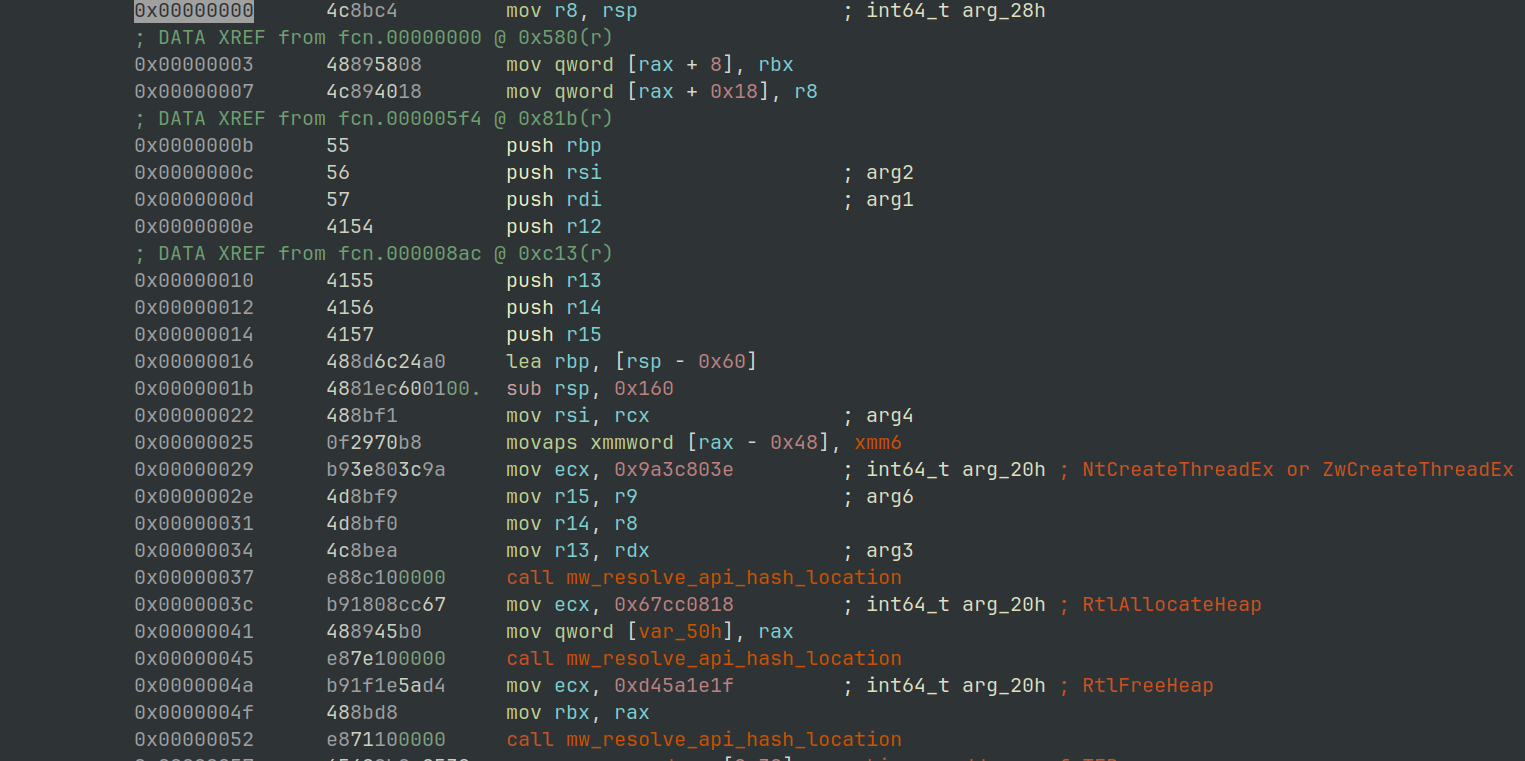 0x00000000 4c8bc4 mov r8, rsp ; int64_t arg_28h
; DATA XREF from fcn.00000000 @ 0x580(r)
0x00000003 48895808 mov qword [rax + 8], rbx
0x00000007 4c894018 mov qword [rax + 0x18], r8
; DATA XREF from fcn.000005f4 @ 0x81b(r)
0x0000000b 55 push rbp
0x0000000c 56 push rsi ; arg2
0x0000000d 57 push rdi ; arg1
0x0000000e 4154 push r12
; DATA XREF from fcn.000008ac @ 0xc13(r)
0x00000010 4155 push r13
0x00000012 4156 push r14
0x00000014 4157 push r15
0x00000016 488d6c24a0 lea rbp, [rsp - 0x60]
0x0000001b 4881ec600100. sub rsp, 0x160
0x00000022 488bf1 mov rsi, rcx ; arg4
0x00000025 0f2970b8 movaps xmmword [rax - 0x48], xmm6
0x00000029 b93e803c9a mov ecx, 0x9a3c803e ; int64_t arg_20h ; NtCreateThreadEx or ZwCreateThreadEx
0x0000002e 4d8bf9 mov r15, r9 ; arg6
0x00000031 4d8bf0 mov r14, r8
0x00000034 4c8bea mov r13, rdx ; arg3
0x00000037 e88c100000 call mw_resolve_api_hash_location
0x0000003c b91808cc67 mov ecx, 0x67cc0818 ; int64_t arg_20h ; RtlAllocateHeap
0x00000041 488945b0 mov qword [var_50h], rax
0x00000045 e87e100000 call mw_resolve_api_hash_location
0x0000004a b91f1e5ad4 mov ecx, 0xd45a1e1f ; int64_t arg_20h ; RtlFreeHeap
0x0000004f 488bd8 mov rbx, rax
0x00000052 e871100000 call mw_resolve_api_hash_location